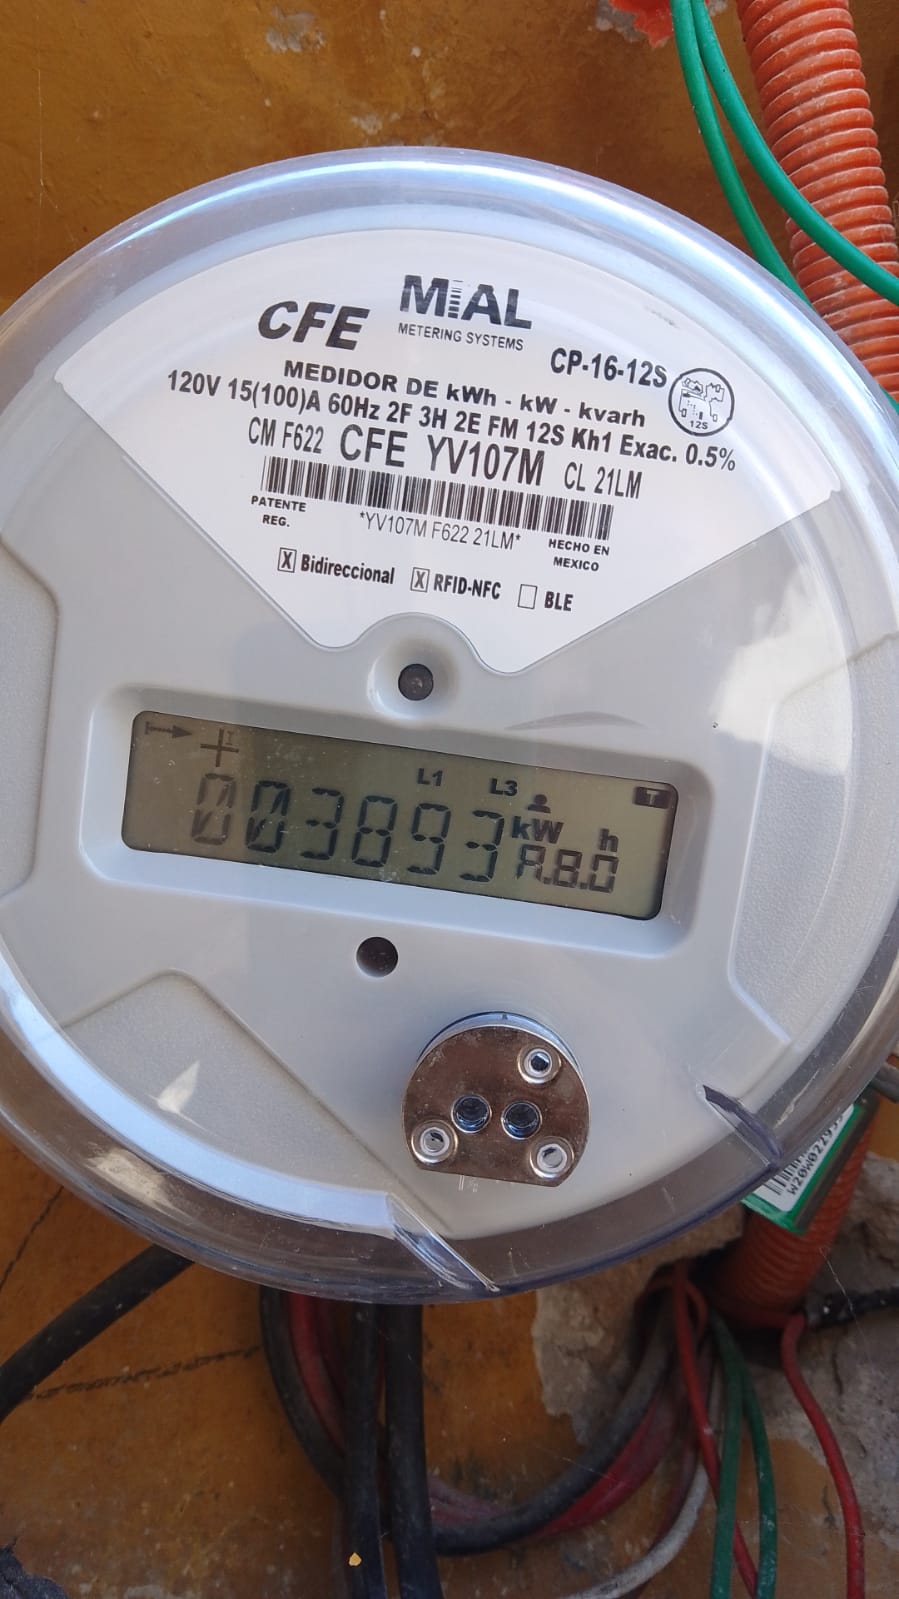 CFE
MIAL
METERING SYSTEMS
CP-16-12S
12S
MEDIDOR DE kWh - kW - kvarh
120V 15(100)A 60Hz 2F 3H 2E FM 12S Kh1 Exac. 0.5%
CM F622 CFE YV107M CL 21LM
PATENTE REG.
*YV107M F622 21LM*
HECHO EN MEXICO
X Bidireccional X RFID-NFC BLE
L1 L3 T
003893 kW h
A.8.0